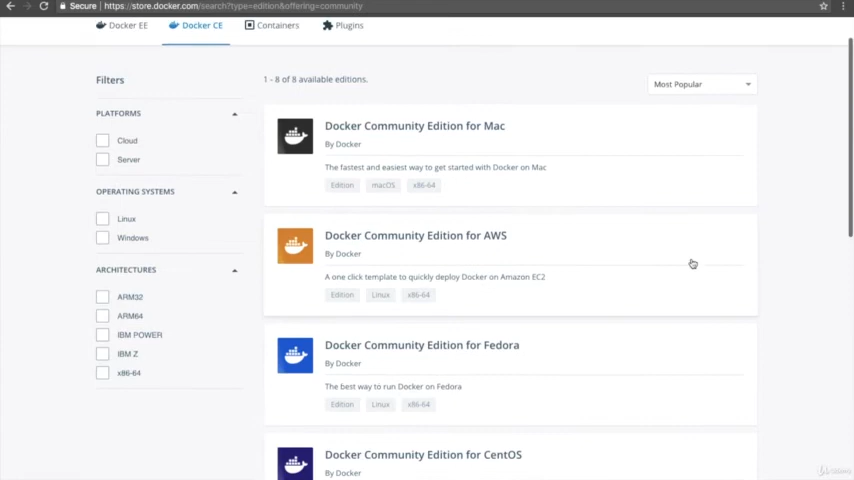 Secure https://store.docker.com/search?type=edition&offering=community
Docker EE Docker CE Containers Plugins
Filters
1 - 8 of 8 available editions.
Most Popular
PLATFORMS
Cloud
Server
OPERATING SYSTEMS
Linux
Windows
ARCHITECTURES
ARM32
ARM64
IBM POWER
IBM Z
x86-64
Docker Community Edition for Mac
By Docker
The fastest and easiest way to get started with Docker on Mac
Edition macOS x86-64
Docker Community Edition for AWS
By Docker
A one click template to quickly deploy Docker on Amazon EC2
Edition Linux x86-64
Docker Community Edition for Fedora
By Docker
The best way to run Docker on Fedora
Edition Linux x86-64
Docker Community Edition for CentOS
By Docker
Udemy